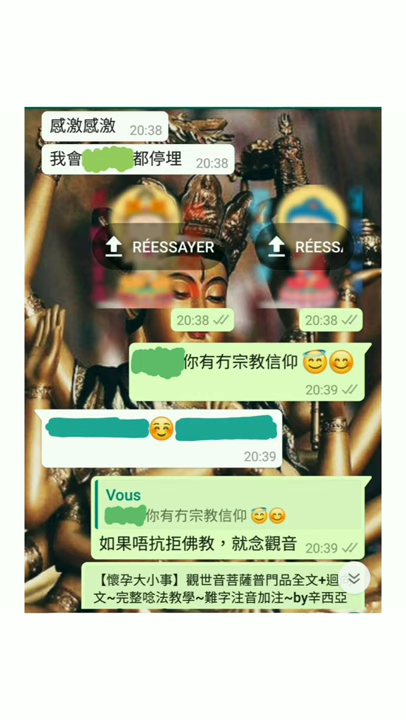 感激感激 20:38
我會 都停埋 20:38
RÉESSAYER RÉESSA
20:38 20:38
你有冇宗教信仰 😇😊
20:39
☺️
20:39
Vous
你有冇宗教信仰 😇😊
如果唔抗拒佛教，就念觀音 20:39
【懷孕大小事】觀世音菩薩普門品全文+迴
文~完整唸法教學~難字注音加注~by辛西亞